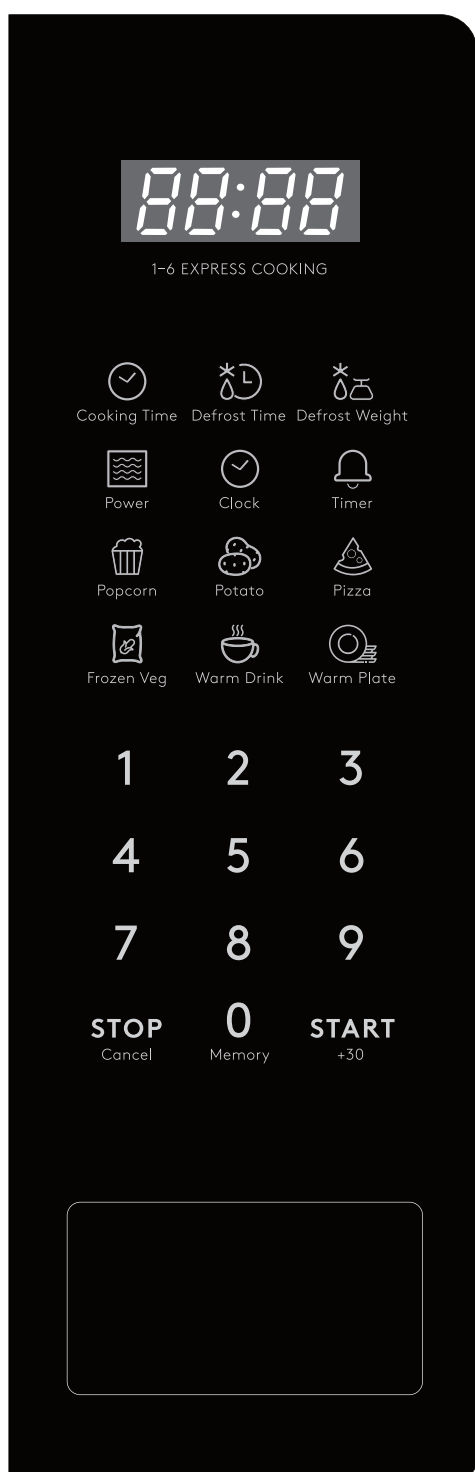 88:88
1-6 EXPRESS COOKING
Cooking Time Defrost Time Defrost Weight
Power Clock Timer
Popcorn Potato Pizza
Frozen Veg Warm Drink Warm Plate
1 2 3
4 5 6
7 8 9
STOP 0 START
Cancel Memory +30